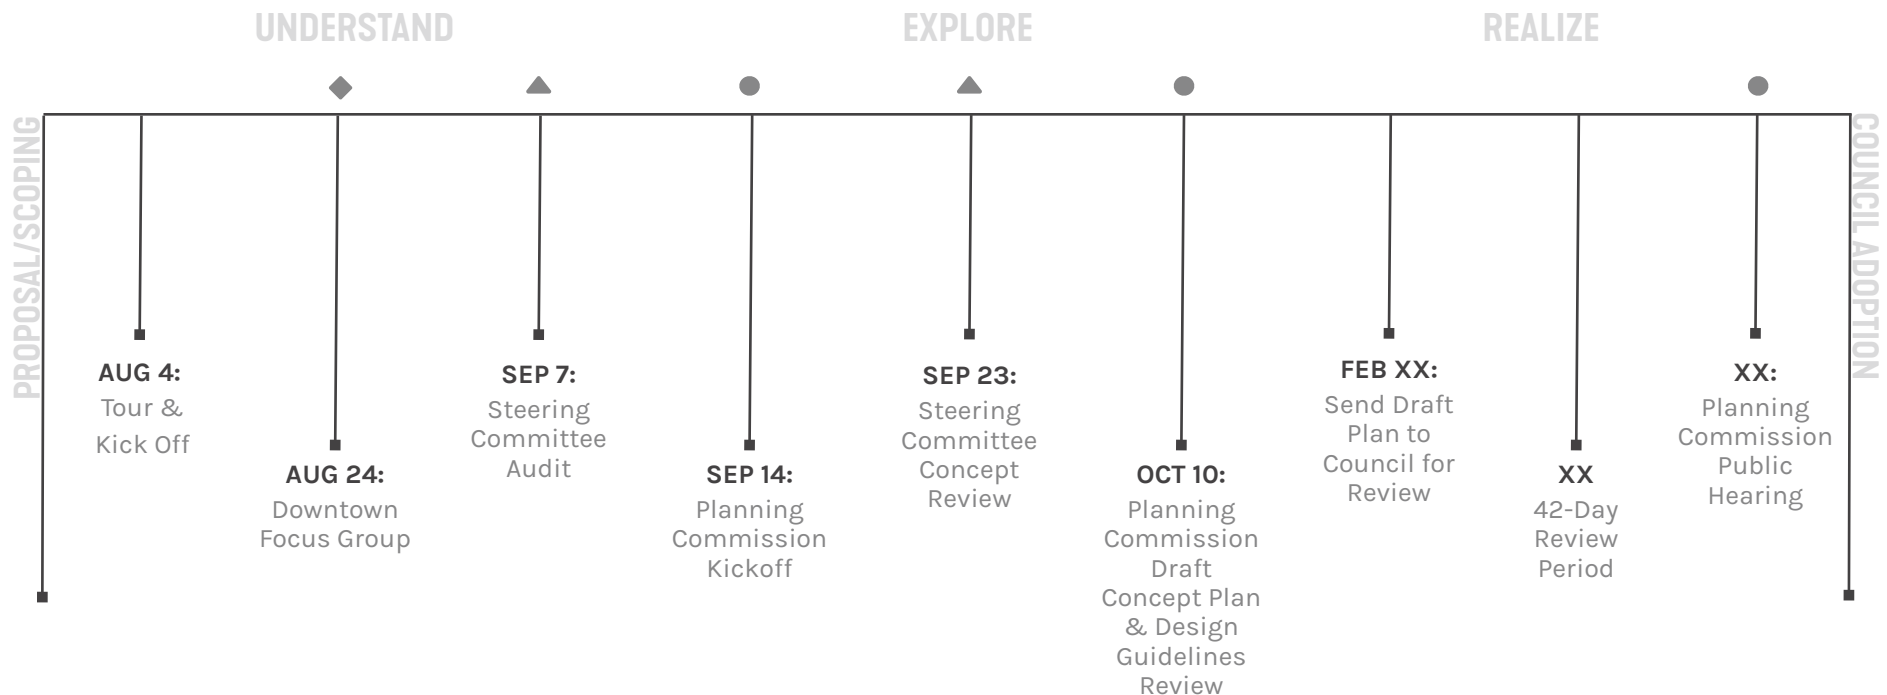 UNDERSTAND
EXPLORE
REALIZE
PROPOSAL/SCOPING
AUG 4:
Tour &
Kick Off
AUG 24:
Downtown
Focus Group
SEP 7:
Steering
Committee
Audit
SEP 14:
Planning
Commission
Kickoff
SEP 23:
Steering
Committee
Concept
Review
OCT 10:
Planning
Commission
Draft
Concept Plan
& Design
Guidelines
Review
FEB XX:
Send Draft
Plan to
Council for
Review
XX
42-Day
Review
Period
XX:
Planning
Commission
Public
Hearing
COUNCIL ADOPTION